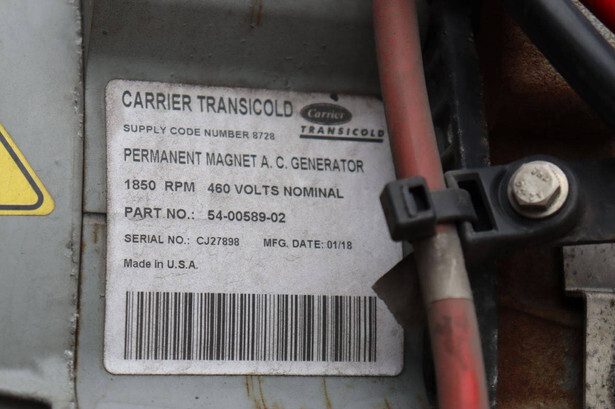 CARRIER TRANSICOLD
Carrier
TRANSICOLD
SUPPLY CODE NUMBER 8728
PERMANENT MAGNET A. C. GENERATOR
1850 RPM 460 VOLTS NOMINAL
PART NO.: 54-00589-02
SERIAL NO.: CJ27898 MFG. DATE: 01/18
Made in U.S.A.